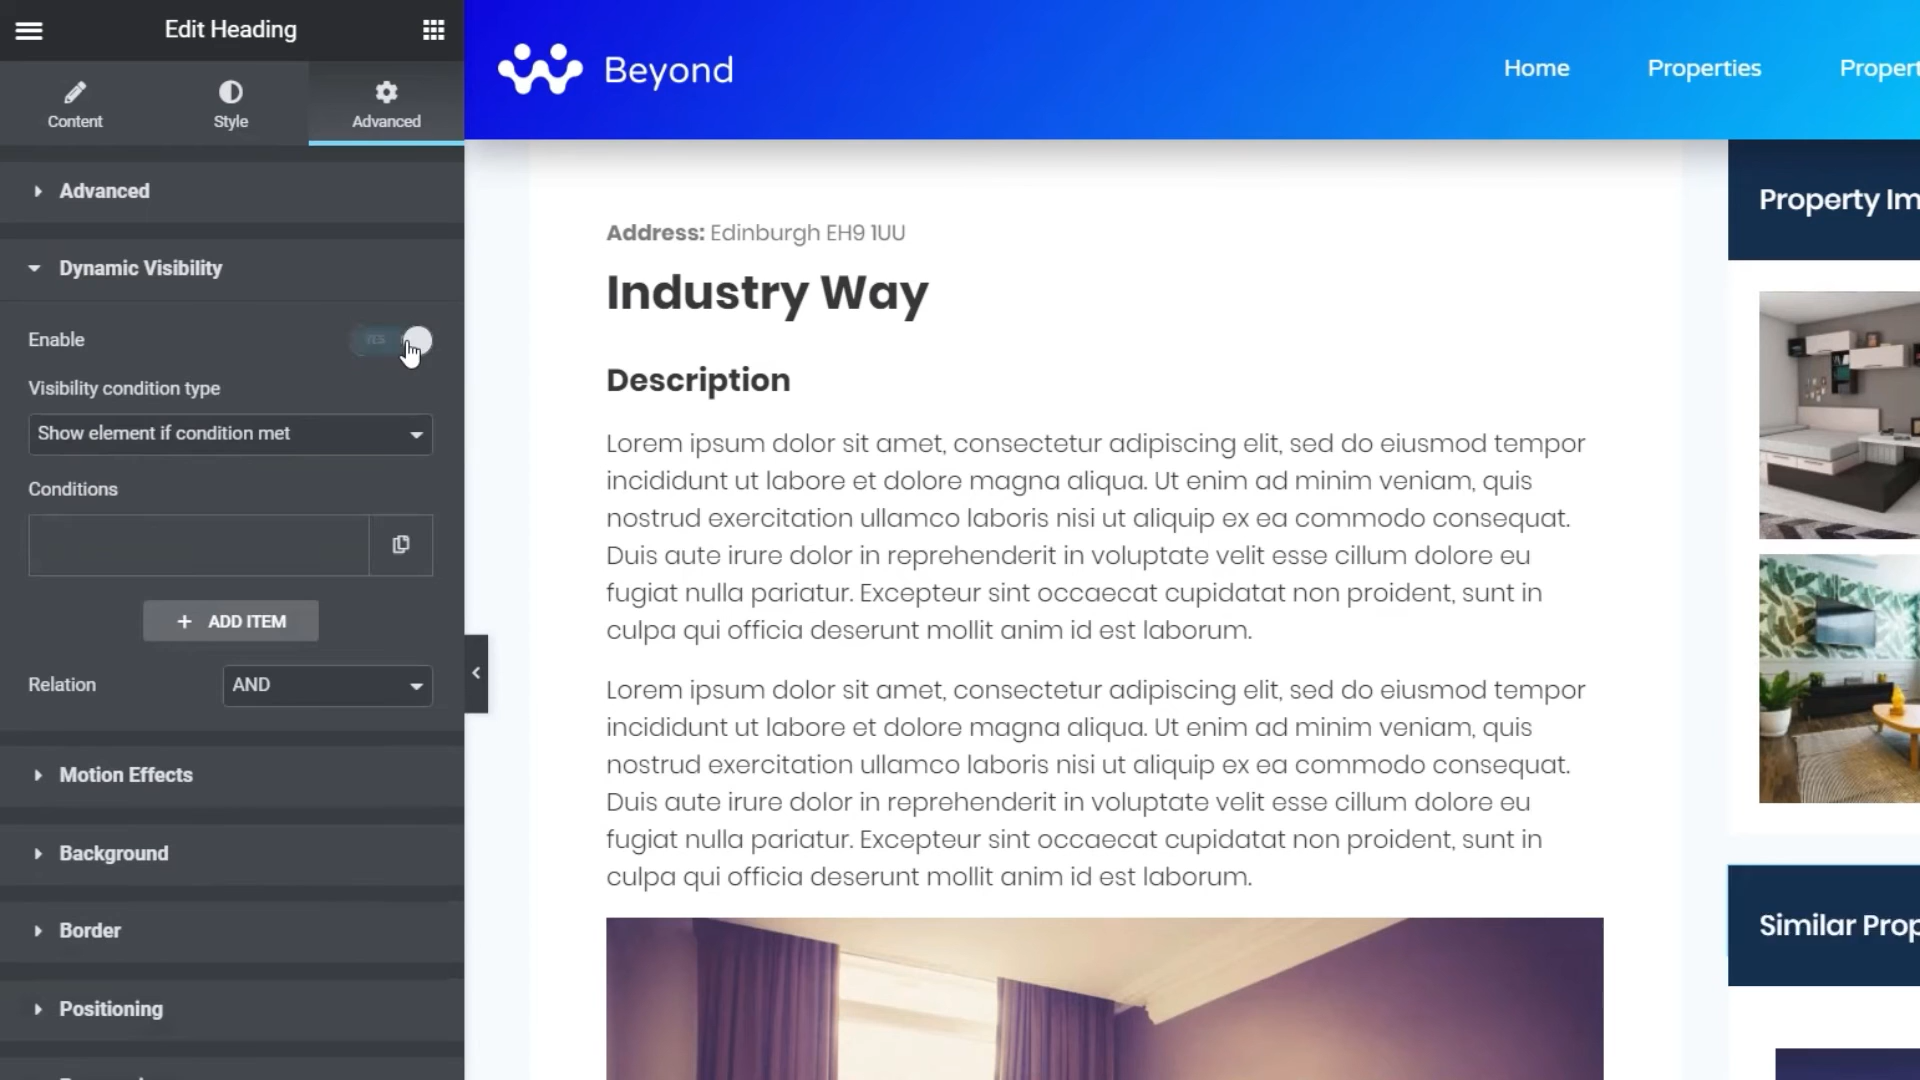 Edit Heading
Content
Style
Advanced
Advanced
Dynamic Visibility
Enable
YES
Visibility condition type
Show element if condition met
Conditions
+ ADD ITEM
Relation
AND
Motion Effects
Background
Border
Positioning
Beyond
Home
Properties
Propert
Address: Edinburgh EH9 1UU
Industry Way
Description
Lorem ipsum dolor sit amet, consectetur adipiscing elit, sed do eiusmod tempor
incididunt ut labore et dolore magna aliqua. Ut enim ad minim veniam, quis
nostrud exercitation ullamco laboris nisi ut aliquip ex ea commodo consequat.
Duis aute irure dolor in reprehenderit in voluptate velit esse cillum dolore eu
fugiat nulla pariatur. Excepteur sint occaecat cupidatat non proident, sunt in
culpa qui officia deserunt mollit anim id est laborum.
Lorem ipsum dolor sit amet, consectetur adipiscing elit, sed do eiusmod tempor
incididunt ut labore et dolore magna aliqua. Ut enim ad minim veniam, quis
nostrud exercitation ullamco laboris nisi ut aliquip ex ea commodo consequat.
Duis aute irure dolor in reprehenderit in voluptate velit esse cillum dolore eu
fugiat nulla pariatur. Excepteur sint occaecat cupidatat non proident, sunt in
culpa qui officia deserunt mollit anim id est laborum.
Property Im
Similar Prop